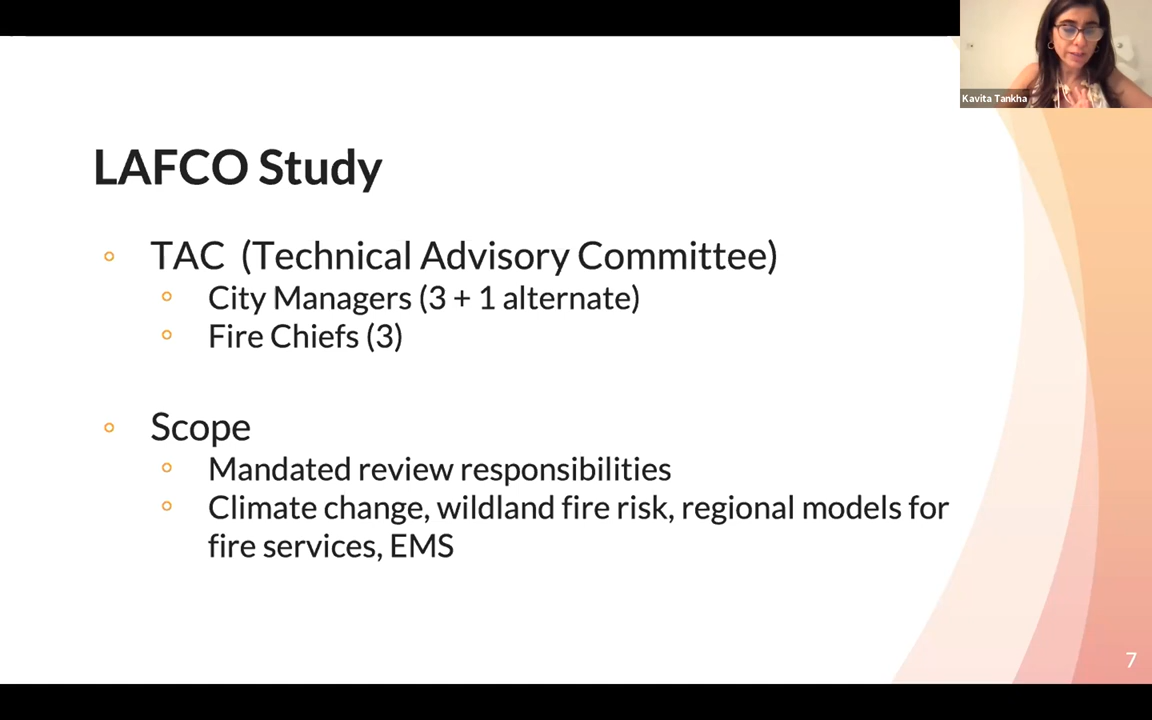 Kavita Tankha
LAFCO Study
TAC (Technical Advisory Committee)
City Managers (3 + 1 alternate)
Fire Chiefs (3)
Scope
Mandated review responsibilities
Climate change, wildland fire risk, regional models for
fire services, EMS
7